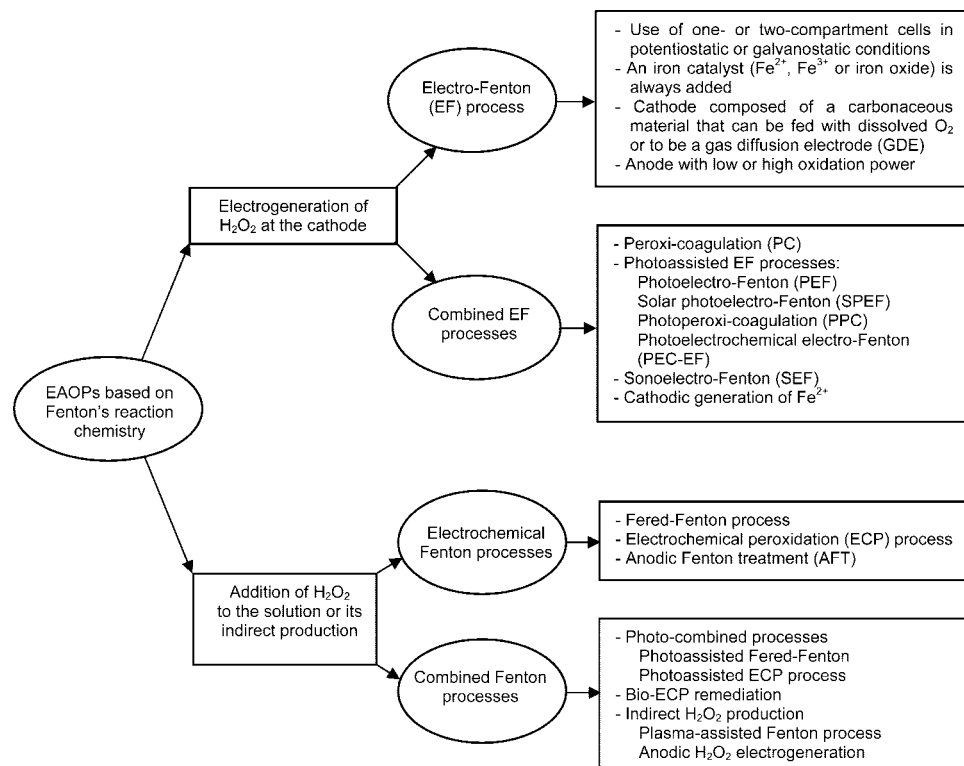 EAOPs based on
Fenton's reaction
chemistry
Electrogeneration of
H₂O₂ at the cathode
Electro-Fenton
(EF) process
- Use of one- or two-compartment cells in
potentiostatic or galvanostatic conditions
- An iron catalyst (Fe²⁺, Fe³⁺ or iron oxide) is
always added
- Cathode composed of a carbonaceous
material that can be fed with dissolved O₂
or to be a gas diffusion electrode (GDE)
- Anode with low or high oxidation power
Combined EF
processes
- Peroxi-coagulation (PC)
- Photoassisted EF processes:
Photoelectro-Fenton (PEF)
Solar photoelectro-Fenton (SPEF)
Photoperoxi-coagulation (PPC)
Photoelectrochemical electro-Fenton
(PEC-EF)
- Sonoelectro-Fenton (SEF)
- Cathodic generation of Fe²⁺
Addition of H₂O₂
to the solution or its
indirect production
Electrochemical
Fenton processes
- Fered-Fenton process
- Electrochemical peroxidation (ECP) process
- Anodic Fenton treatment (AFT)
Combined Fenton
processes
- Photo-combined processes
Photoassisted Fered-Fenton
Photoassisted ECP process
- Bio-ECP remediation
- Indirect H₂O₂ production
Plasma-assisted Fenton process
Anodic H₂O₂ electrogeneration